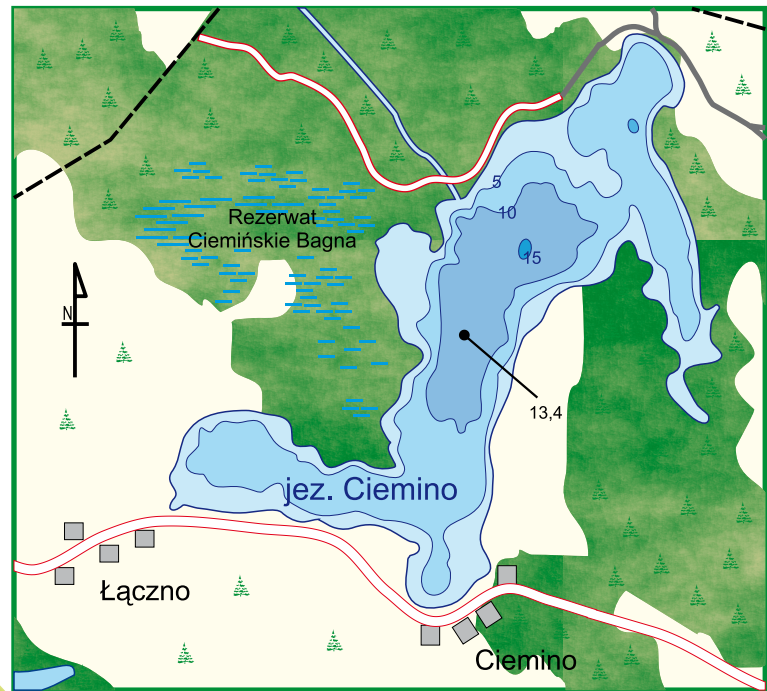 5
10
Rezerwat
Ciemińskie Bagna
15
N
13,4
jez. Ciemino
Łączno
Ciemino